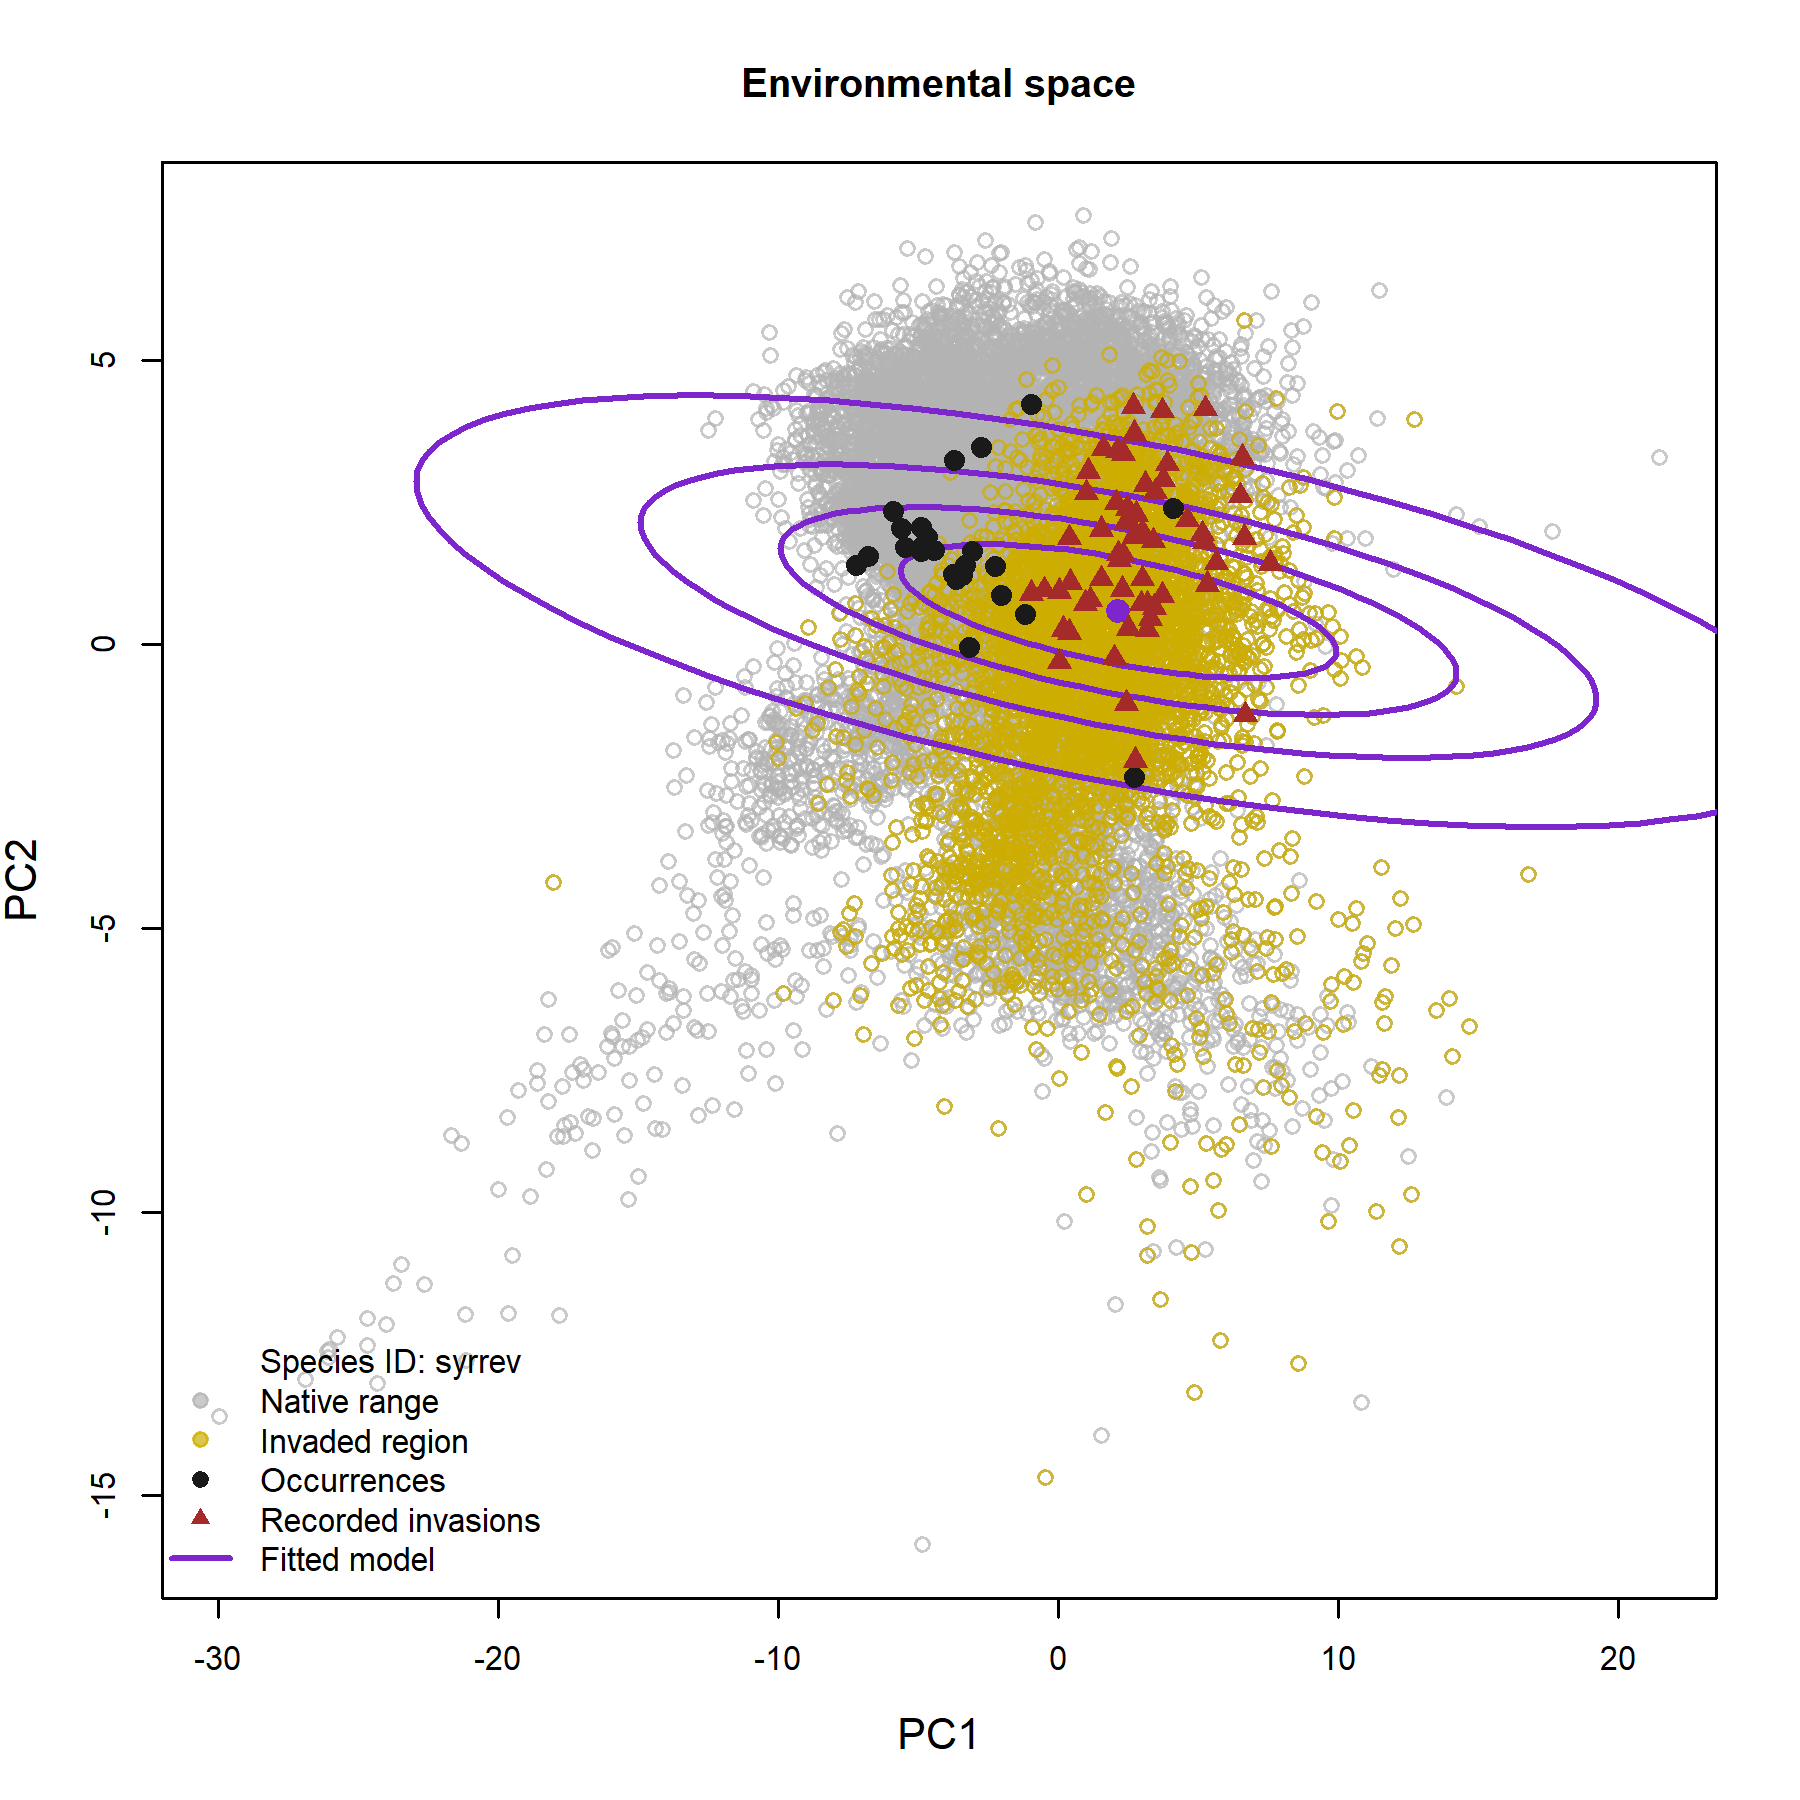 Environmental space
PC2
5
0
-5
-10
-15
Species ID: syrrev
Native range
Invaded region
Occurrences
Recorded invasions
Fitted model
-30 -20 -10 0 10 20
PC1